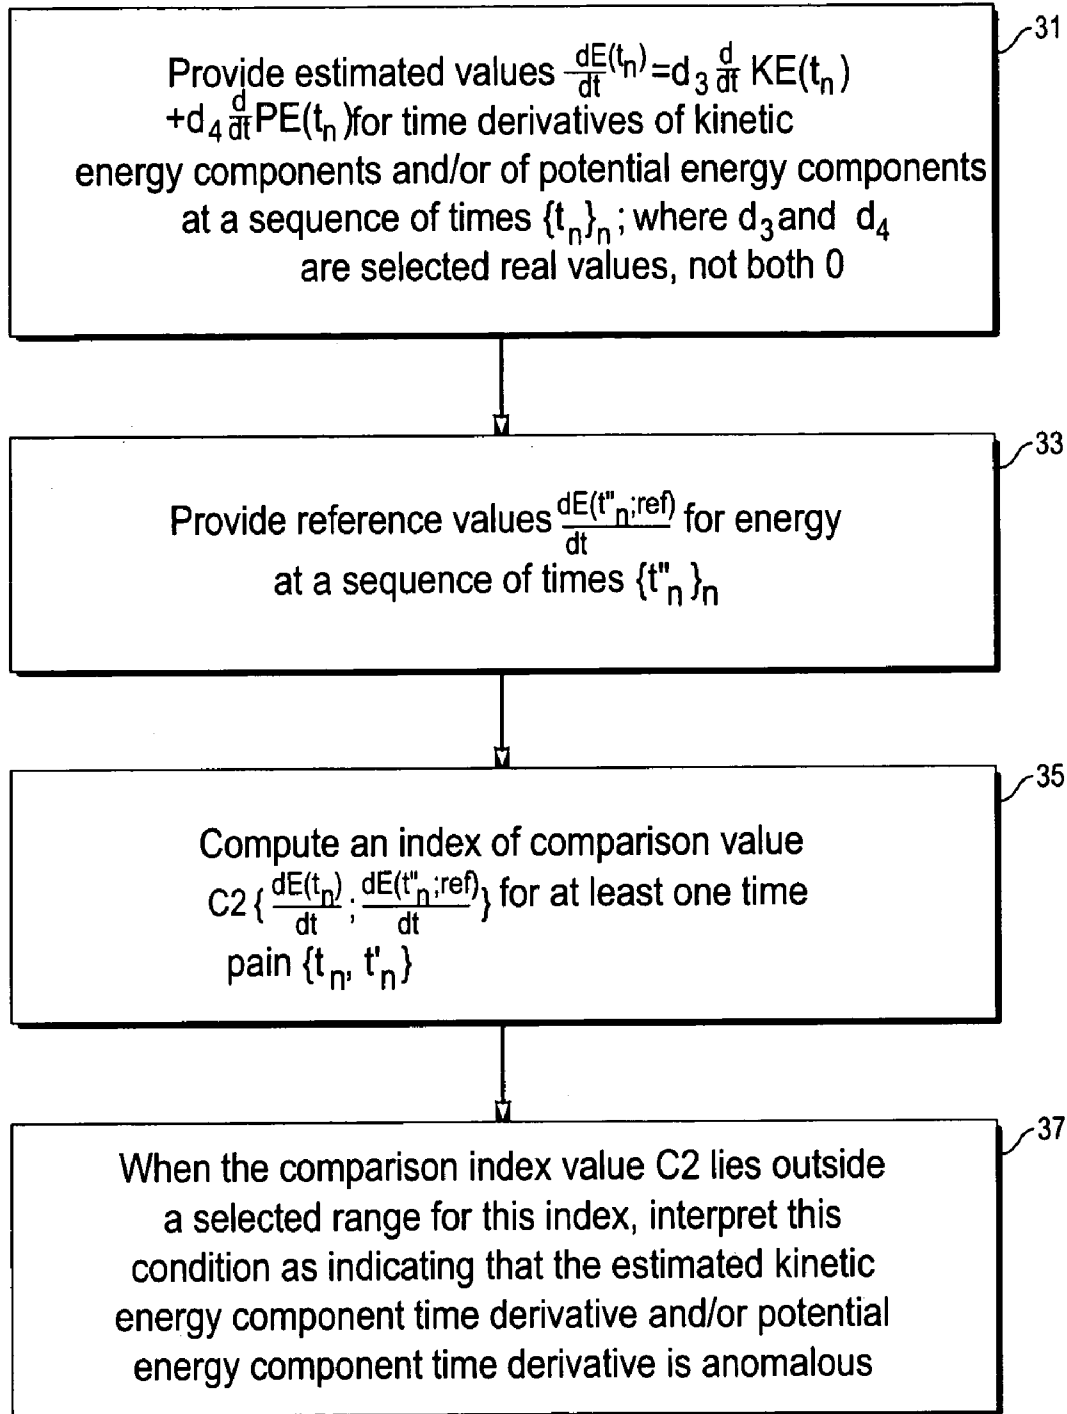 31
Provide estimated values dE(tn)/dt=d3 d/dt KE(tn)
+d4 d/dt PE(tn) for time derivatives of kinetic
energy components and/or of potential energy components
at a sequence of times {tn}n; where d3 and d4
are selected real values, not both 0
33
Provide reference values dE(t"n;ref)/dt for energy
at a sequence of times {t"n}n
35
Compute an index of comparison value
C2{dE(tn)/dt;dE(t"n;ref)/dt} for at least one time
pain {tn, t'n}
37
When the comparison index value C2 lies outside
a selected range for this index, interpret this
condition as indicating that the estimated kinetic
energy component time derivative and/or potential
energy component time derivative is anomalous